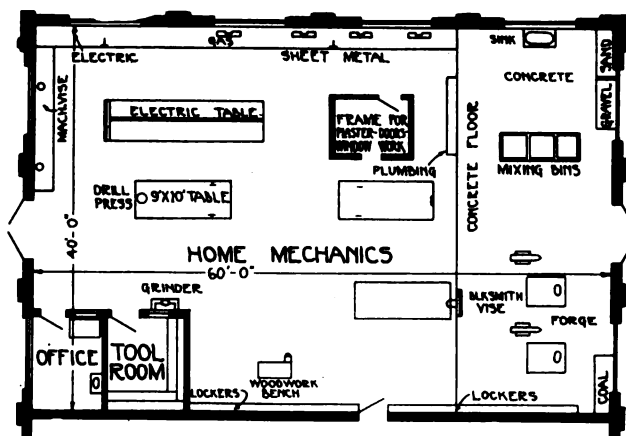 GAS
ELECTRIC
SHEET METAL
SINK
SAND
CONCRETE
GRAVEL
MACH VISE
ELECTRIC TABLE
FRAME FOR
PLASTER-DOORS-
WINDOW WORK
PLUMBING
CONCRETE FLOOR
MIXING BINS
DRILL
PRESS
9'X10' TABLE
40'-0"
HOME MECHANICS
60'-0"
GRINDER
BLKSMITH
VISE
FORGE
OFFICE
TOOL
ROOM
WOODWORK
BENCH
LOCKERS
LOCKERS
COAL